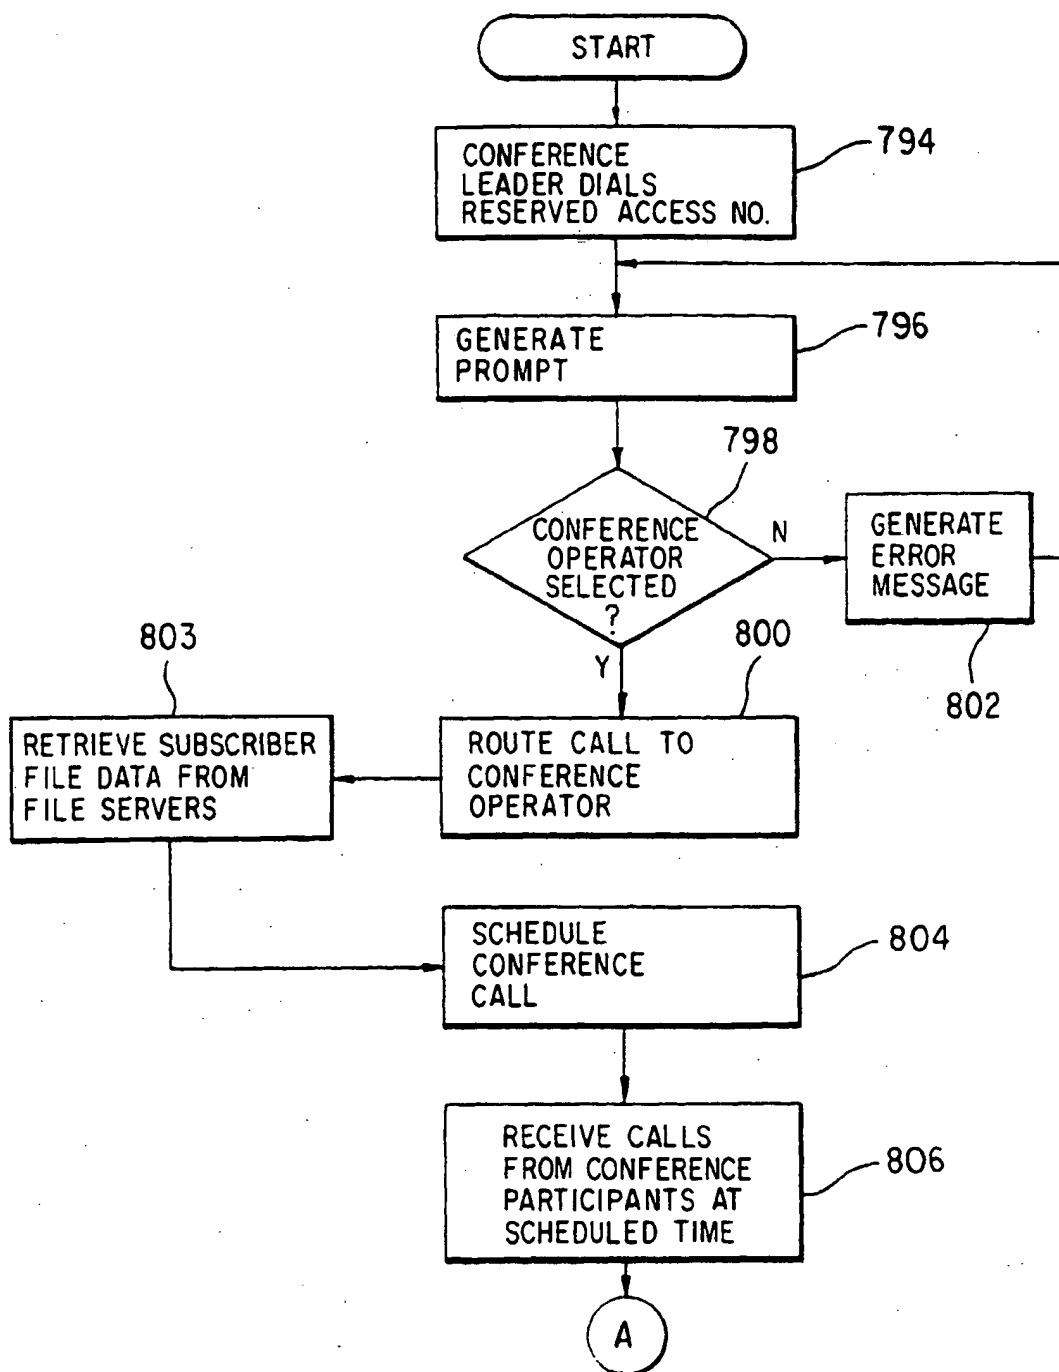 START
CONFERENCE
LEADER DIALS
RESERVED ACCESS NO.
794
GENERATE
PROMPT
796
798
CONFERENCE
OPERATOR
SELECTED
?
N
Y
GENERATE
ERROR
MESSAGE
802
800
ROUTE CALL TO
CONFERENCE
OPERATOR
803
RETRIEVE SUBSCRIBER
FILE DATA FROM
FILE SERVERS
SCHEDULE
CONFERENCE
CALL
804
RECEIVE CALLS
FROM CONFERENCE
PARTICIPANTS AT
SCHEDULED TIME
806
A